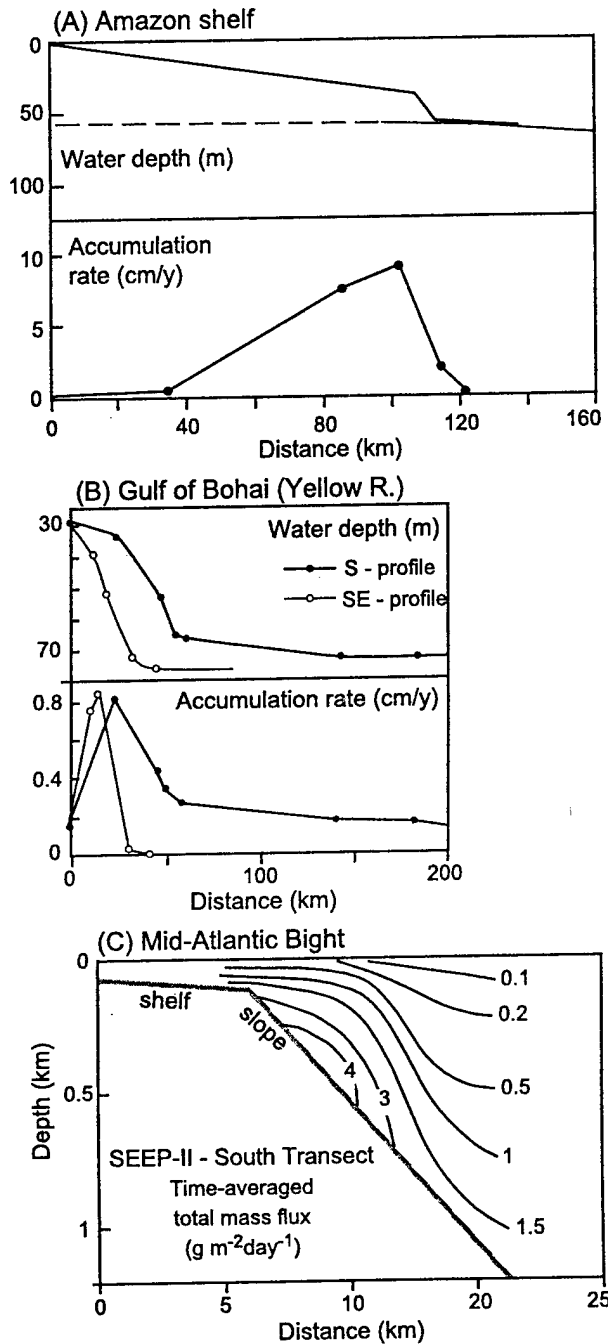 (A) Amazon shelf
0
50
Water depth (m)
100
Accumulation
rate (cm/y)
10
5
0
0
40
80
120
160
Distance (km)
(B) Gulf of Bohai (Yellow R.)
Water depth (m)
30
S - profile
SE - profile
70
Accumulation rate (cm/y)
0.8
0.4
0
0
100
200
Distance (km)
(C) Mid-Atlantic Bight
0
shelf
0.1
0.2
slope
4
3
0.5
0.5
Depth (km)
SEEP-II - South Transect
1
Time-averaged
total mass flux
(g m⁻²day⁻¹)
1
1.5
0
5
10
20
25
Distance (km)